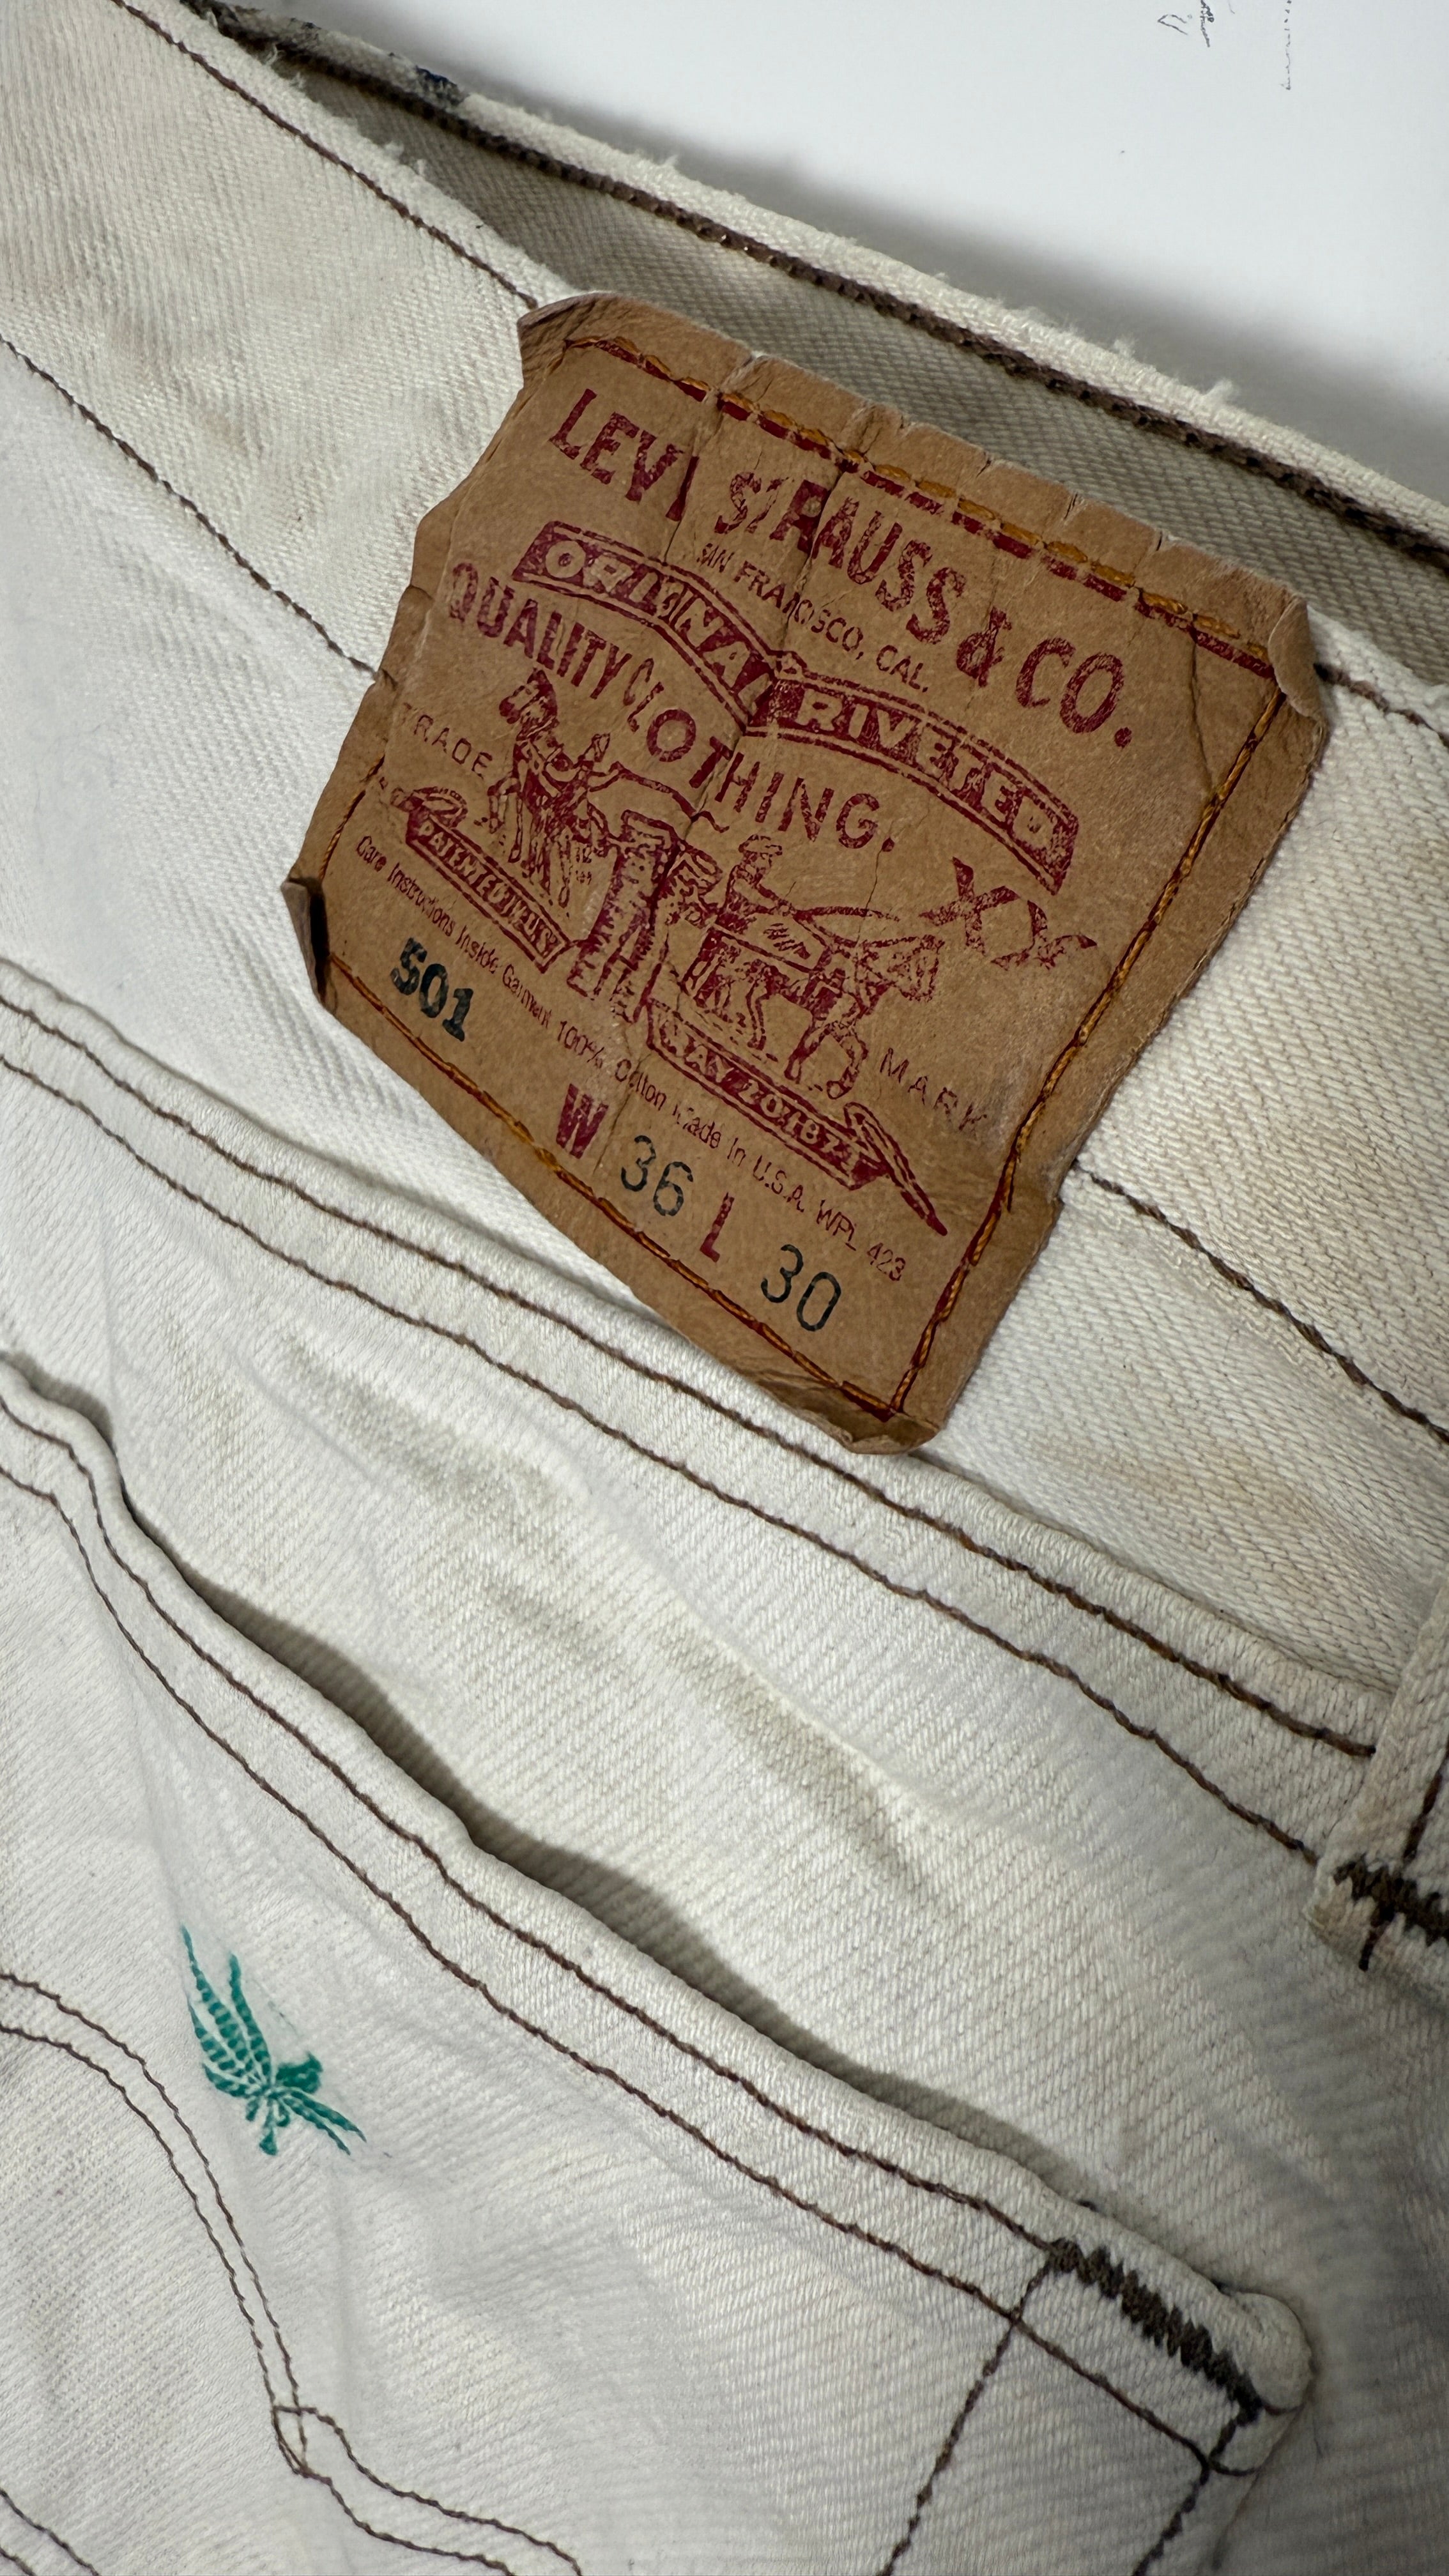 LEVI STRAUSS & CO.
SAN FRANCISCO, CAL.
ORIGINAL RIVETED
QUALITY CLOTHING.
TRADE
XX
MARK
PATENTED IN U.S.
MAY 20 1873
Care Instructions Inside Garment 100% Cotton Made in U.S.A. WPL 423
501
W 36 L 30